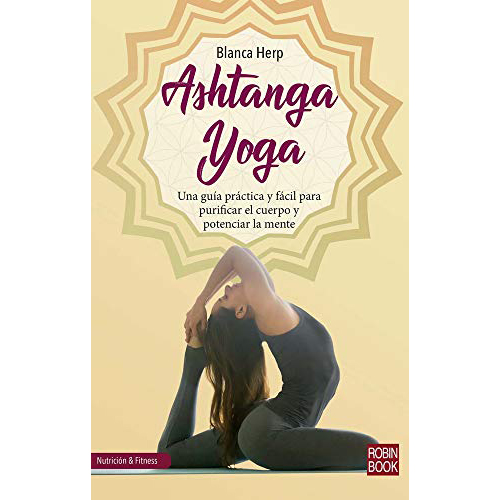 Blanca Herp
Ashtanga
Yoga
Una guía práctica y fácil para
purificar el cuerpo y
potenciar la mente
Nutrición & Fitness
ROBIN
BOOK